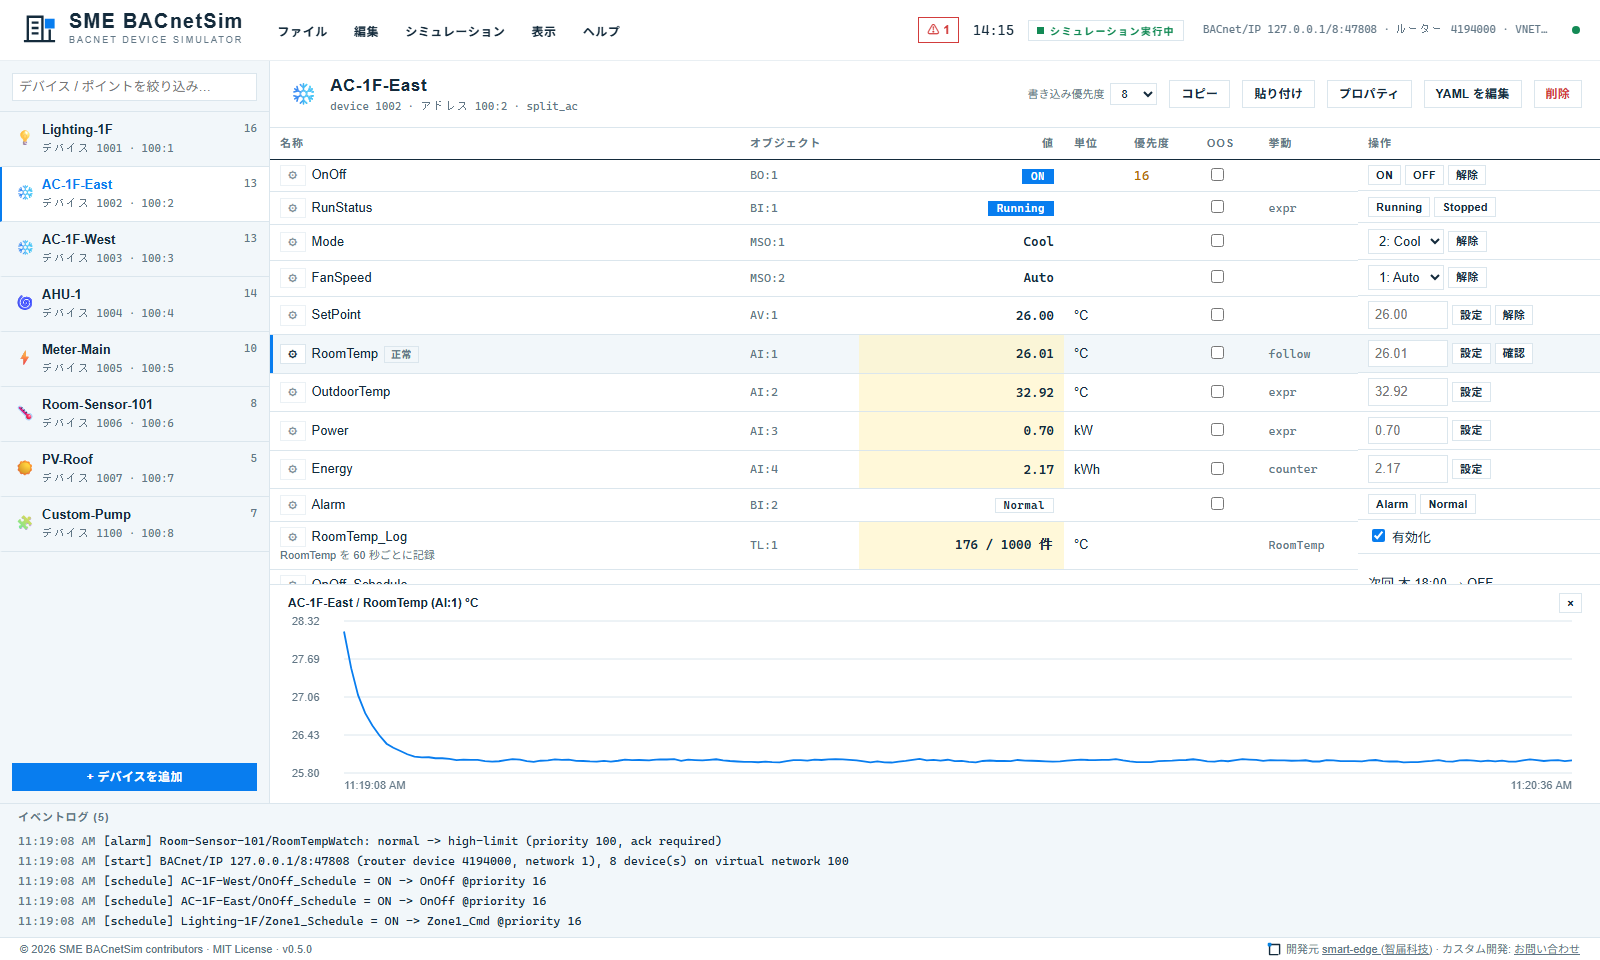 SME BACnetSim
BACNET DEVICE SIMULATOR
ファイル 編集 シミュレーション 表示 ヘルプ
1 14:15 シミュレーション実行中 BACnet/IP 127.0.0.1/8:47808 · ルーター 4194000 · VNET…
デバイス / ポイントを絞り込み…
Lighting-1F 16
デバイス 1001 · 100:1
AC-1F-East 13
デバイス 1002 · 100:2
AC-1F-West 13
デバイス 1003 · 100:3
AHU-1 14
デバイス 1004 · 100:4
Meter-Main 10
デバイス 1005 · 100:5
Room-Sensor-101 8
デバイス 1006 · 100:6
PV-Roof 5
デバイス 1007 · 100:7
Custom-Pump 7
デバイス 1100 · 100:8
+ デバイスを追加
AC-1F-East
device 1002 · アドレス 100:2 · split_ac
書き込み優先度 8 コピー 貼り付け プロパティ YAML を編集 削除
名称 オブジェクト 値 単位 優先度 OOS 挙動 操作
OnOff BO:1 ON 16 ON OFF 解除
RunStatus BI:1 Running expr Running Stopped
Mode MSO:1 Cool 2: Cool 解除
FanSpeed MSO:2 Auto 1: Auto 解除
SetPoint AV:1 26.00 °C 26.00 設定 解除
RoomTemp 正常 AI:1 26.01 °C follow 26.01 設定 確認
OutdoorTemp AI:2 32.92 °C expr 32.92 設定
Power AI:3 0.70 kW expr 0.70 設定
Energy AI:4 2.17 kWh counter 2.17 設定
Alarm BI:2 Normal Alarm Normal
RoomTemp_Log TL:1 176 / 1000 件 °C RoomTemp 有効化
RoomTemp を 60 秒ごとに記録
OnOff_Schedule 次回 木 18:00 → OFF
AC-1F-East / RoomTemp (AI:1) °C ×
28.32
27.69
27.06
26.43
25.80
11:19:08 AM 11:20:36 AM
イベントログ (5)
11:19:08 AM [alarm] Room-Sensor-101/RoomTempWatch: normal -> high-limit (priority 100, ack required)
11:19:08 AM [start] BACnet/IP 127.0.0.1/8:47808 (router device 4194000, network 1), 8 device(s) on virtual network 100
11:19:08 AM [schedule] AC-1F-West/OnOff_Schedule = ON -> OnOff @priority 16
11:19:08 AM [schedule] AC-1F-East/OnOff_Schedule = ON -> OnOff @priority 16
11:19:08 AM [schedule] Lighting-1F/Zone1_Schedule = ON -> Zone1_Cmd @priority 16
© 2026 SME BACnetSim contributors · MIT License · v0.5.0
開発元 smart-edge (智届科技) · カスタム開発: お問い合わせ